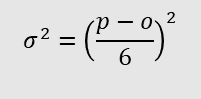 σ² = ((p − o)/6)²